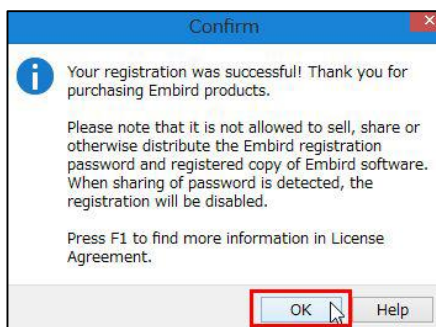 Confirm
Your registration was successful! Thank you for
purchasing Embird products.
Please note that it is not allowed to sell, share or
otherwise distribute the Embird registration
password and registered copy of Embird software.
When sharing of password is detected, the
registration will be disabled.
Press F1 to find more information in License
Agreement.
OK
Help